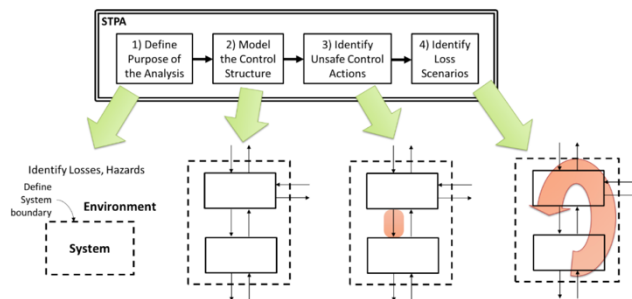 STPA
1) Define
Purpose of
the Analysis
2) Model
the Control
Structure
3) Identify
Unsafe Control
Actions
4) Identify
Loss
Scenarios
Identify Losses, Hazards
Define
System
boundary
Environment
System